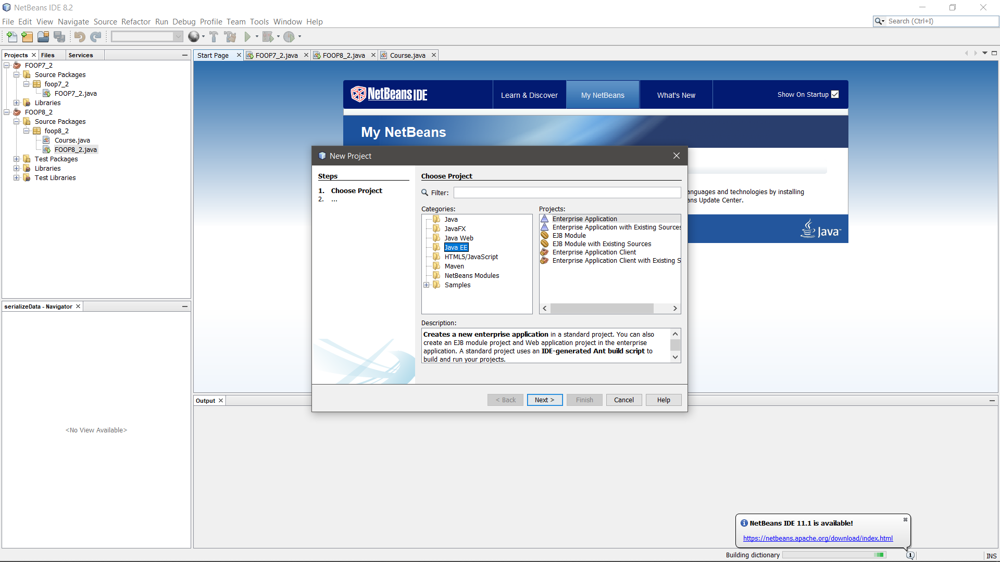 NetBeans IDE 8.2
File Edit View Navigate Source Refactor Run Debug Profile Team Tools Window Help
Search (Ctrl+I)
Projects Files Services
FOOP7_2
Source Packages
foop7_2
FOOP7_2.java
Libraries
FOOP8_2
Source Packages
foop8_2
Course.java
FOOP8_2.java
Test Packages
Libraries
Test Libraries
serializeData - Navigator
<No View Available>
Start Page FOOP7_2.java FOOP8_2.java Course.java
NetBeans IDE
Learn & Discover My NetBeans What's New Show On Startup
My NetBeans
anguages and technologies by installing
ans Update Center.
Java
New Project
Steps
1. Choose Project
2. ...
Choose Project
Filter:
Categories:
Java
JavaFX
Java Web
Java EE
HTML5/JavaScript
Maven
NetBeans Modules
Samples
Projects:
Enterprise Application
Enterprise Application with Existing Sources
EJB Module
EJB Module with Existing Sources
Enterprise Application Client
Enterprise Application Client with Existing S
Description:
Creates a new enterprise application in a standard project. You can also
create an EJB module project and Web application project in the enterprise
application. A standard project uses an IDE-generated Ant build script to
build and run your projects.
< Back Next > Finish Cancel Help
Output
NetBeans IDE 11.1 is available!
https://netbeans.apache.org/download/index.html
Building dictionary 1 INS